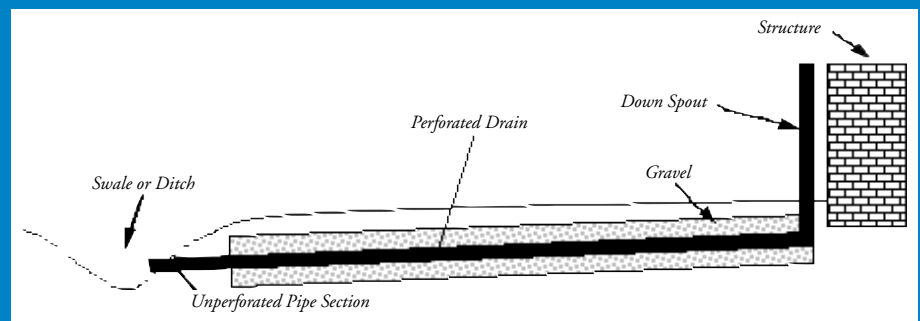 Structure
Down Spout
Perforated Drain
Gravel
Swale or Ditch
Unperforated Pipe Section